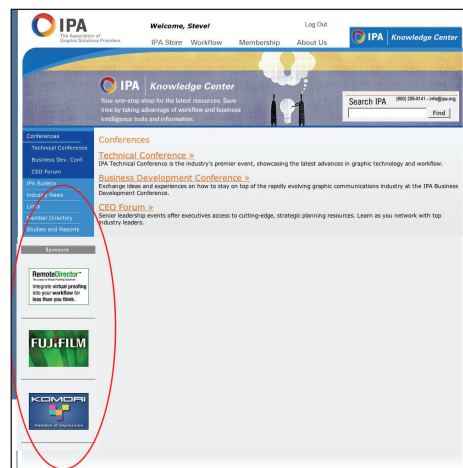 IPA
The Association of
Graphic Solutions Providers
Welcome, Steve!
Log Out
IPA Store Workflow Membership About Us
IPA Knowledge Center
IPA Knowledge Center
Your one-stop shop for the latest resources. Save
time by taking advantage of workflow and business
intelligence tools and information.
Search IPA
(800) 268-8141 - info@ipa.org
Find
Conferences
Technical Conference
Business Dev. Conf.
CEO Forum
IPA Bulletin
Industry News
Links
Member Directory
Studies and Reports
Conferences
Technical Conference »
IPA Technical Conference is the industry's premier event, showcasing the latest advances in graphic technology and workflow.
Business Development Conference »
Exchange ideas and experiences on how to stay on top of the rapidly evolving graphic communications industry at the IPA Business
Development Conference.
CEO Forum »
Senior leadership events offer executives access to cutting-edge, strategic planning resources. Learn as you network with top
industry leaders.
Sponsors
RemoteDirector™
Integrate virtual proofing
into your workflow for
less than you think.
FUJIFILM
KOMORI
freedom of impression